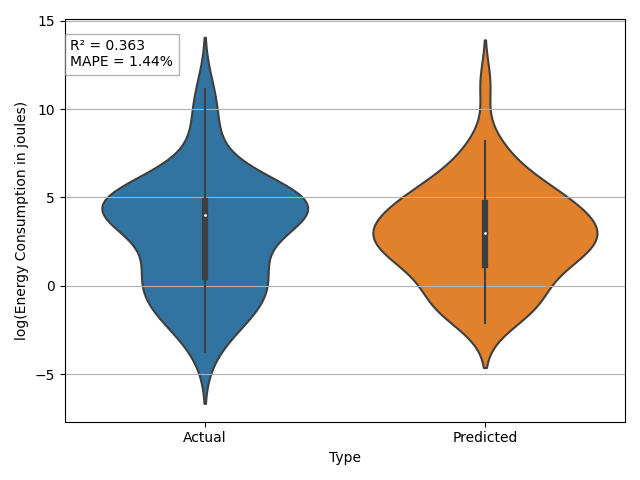 15
R² = 0.363
MAPE = 1.44%
10
5
0
−5
log(Energy Consumption in joules)
Actual
Predicted
Type